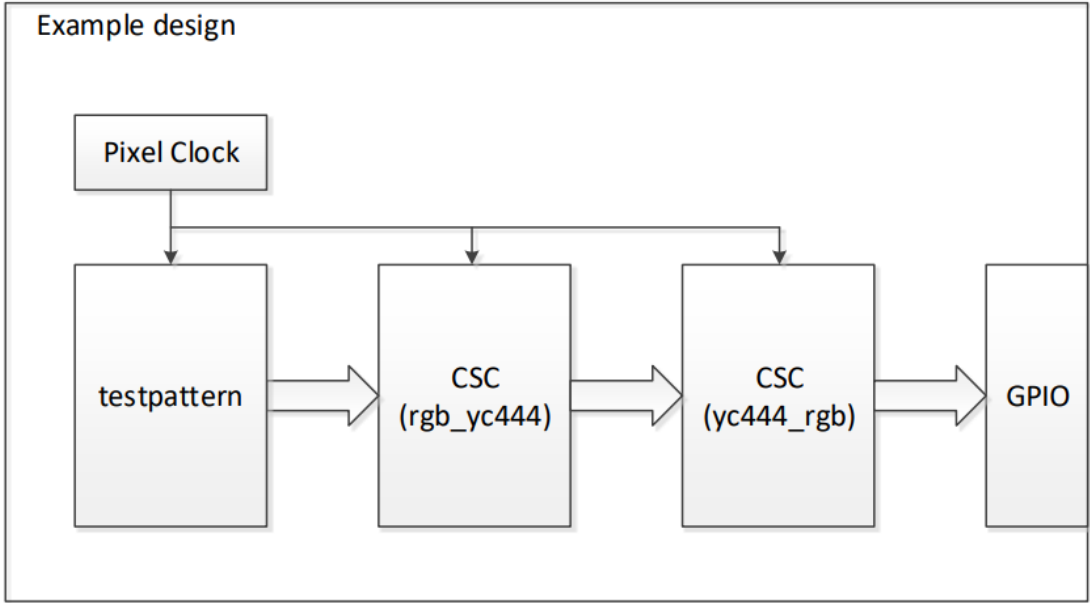 Example design
Pixel Clock
testpattern
CSC
(rgb_yc444)
CSC
(yc444_rgb)
GPIO